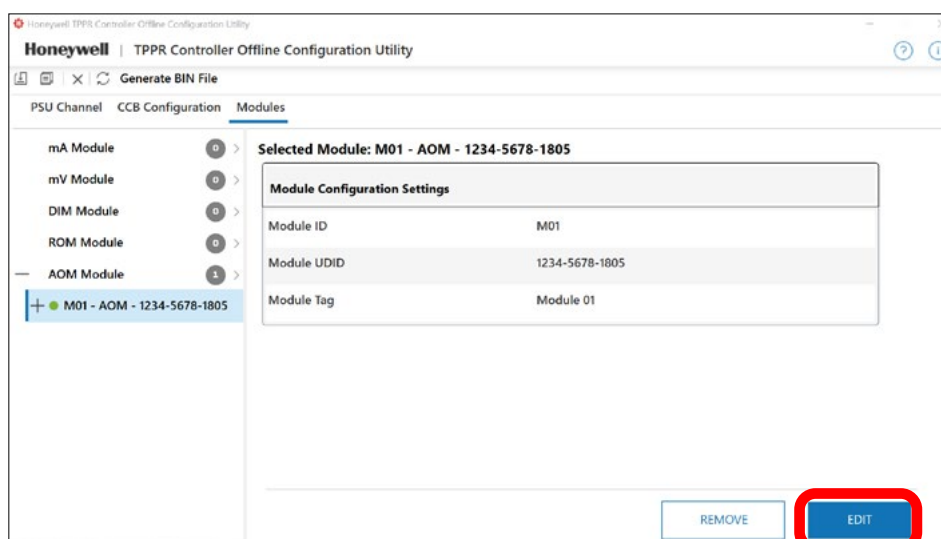 Honeywell TPPR Controller Offline Configuration Utility
Honeywell | TPPR Controller Offline Configuration Utility
Generate BIN File
PSU Channel CCB Configuration Modules
mA Module 0
mV Module 0
DIM Module 0
ROM Module 0
AOM Module 1
M01 - AOM - 1234-5678-1805
Selected Module: M01 - AOM - 1234-5678-1805
Module Configuration Settings
Module ID M01
Module UDID 1234-5678-1805
Module Tag Module 01
REMOVE EDIT